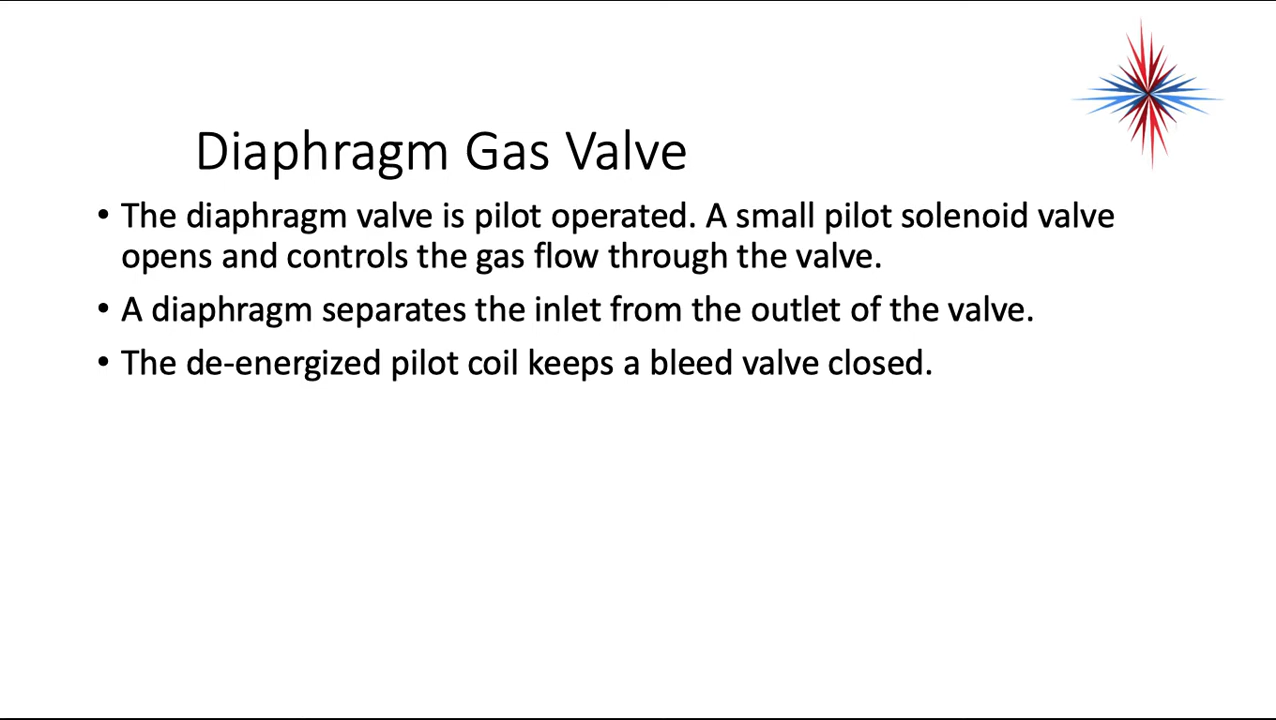 Diaphragm Gas Valve
• The diaphragm valve is pilot operated. A small pilot solenoid valve
opens and controls the gas flow through the valve.
• A diaphragm separates the inlet from the outlet of the valve.
• The de-energized pilot coil keeps a bleed valve closed.